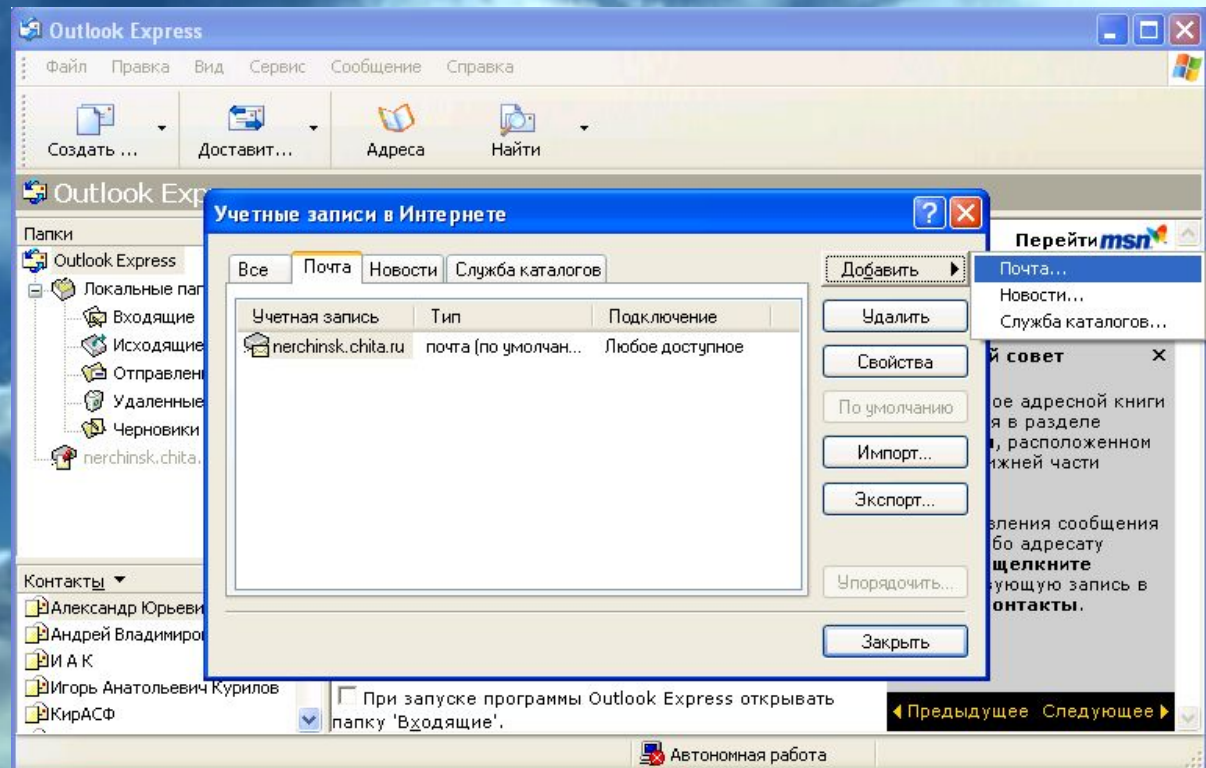 Outlook Express
Файл Правка Вид Сервис Сообщение Справка
Создать ... Доставит... Адреса Найти
Outlook Exp
Папки
Outlook Express
Локальные пап
Входящие
Исходящие
Отправлен
Удаленные
Черновики
nerchinsk.chita.
Контакты
Александр Юрьеви
Андрей Владимиро
И А К
Игорь Анатольевич Курилов
КирАСФ
Учетные записи в Интернете
Все Почта Новости Служба каталогов
Учетная запись Тип Подключение
nerchinsk.chita.ru почта (по умолчан... Любое доступное
Добавить
Удалить
Свойства
По умолчанию
Импорт...
Экспорт...
Упорядочить...
Закрыть
Перейти msn
Почта...
Новости...
Служба каталогов...
й совет
ое адресной книги
я в разделе
, расположенном
ижней части
вления сообщения
бо адресату
щелкните
ующую запись в
онтакты.
При запуске программы Outlook Express открывать
папку 'Входящие'.
Предыдущее Следующее
Автономная работа